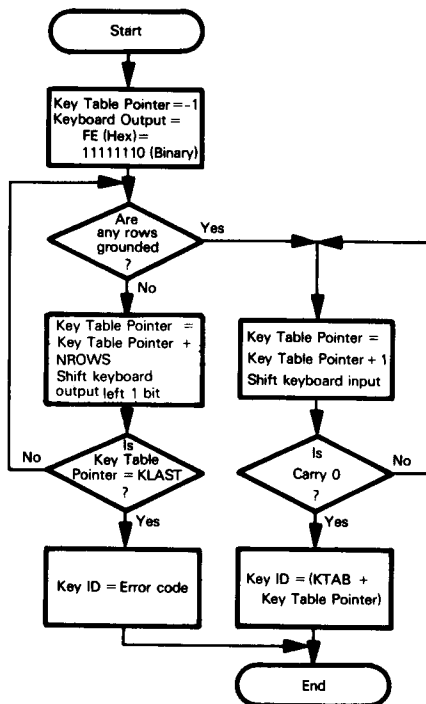 Start
Key Table Pointer=-1
Keyboard Output =
FE (Hex)=
11111110 (Binary)
Are
any rows
grounded
?
Yes
No
Key Table Pointer =
Key Table Pointer +
NROWS
Shift keyboard
output left 1 bit
Key Table Pointer =
Key Table Pointer + 1
Shift keyboard input
Is
Key Table
Pointer = KLAST
?
No
Yes
Is
Carry 0
?
No
Yes
Key ID = Error code
Key ID = (KTAB +
Key Table Pointer)
End